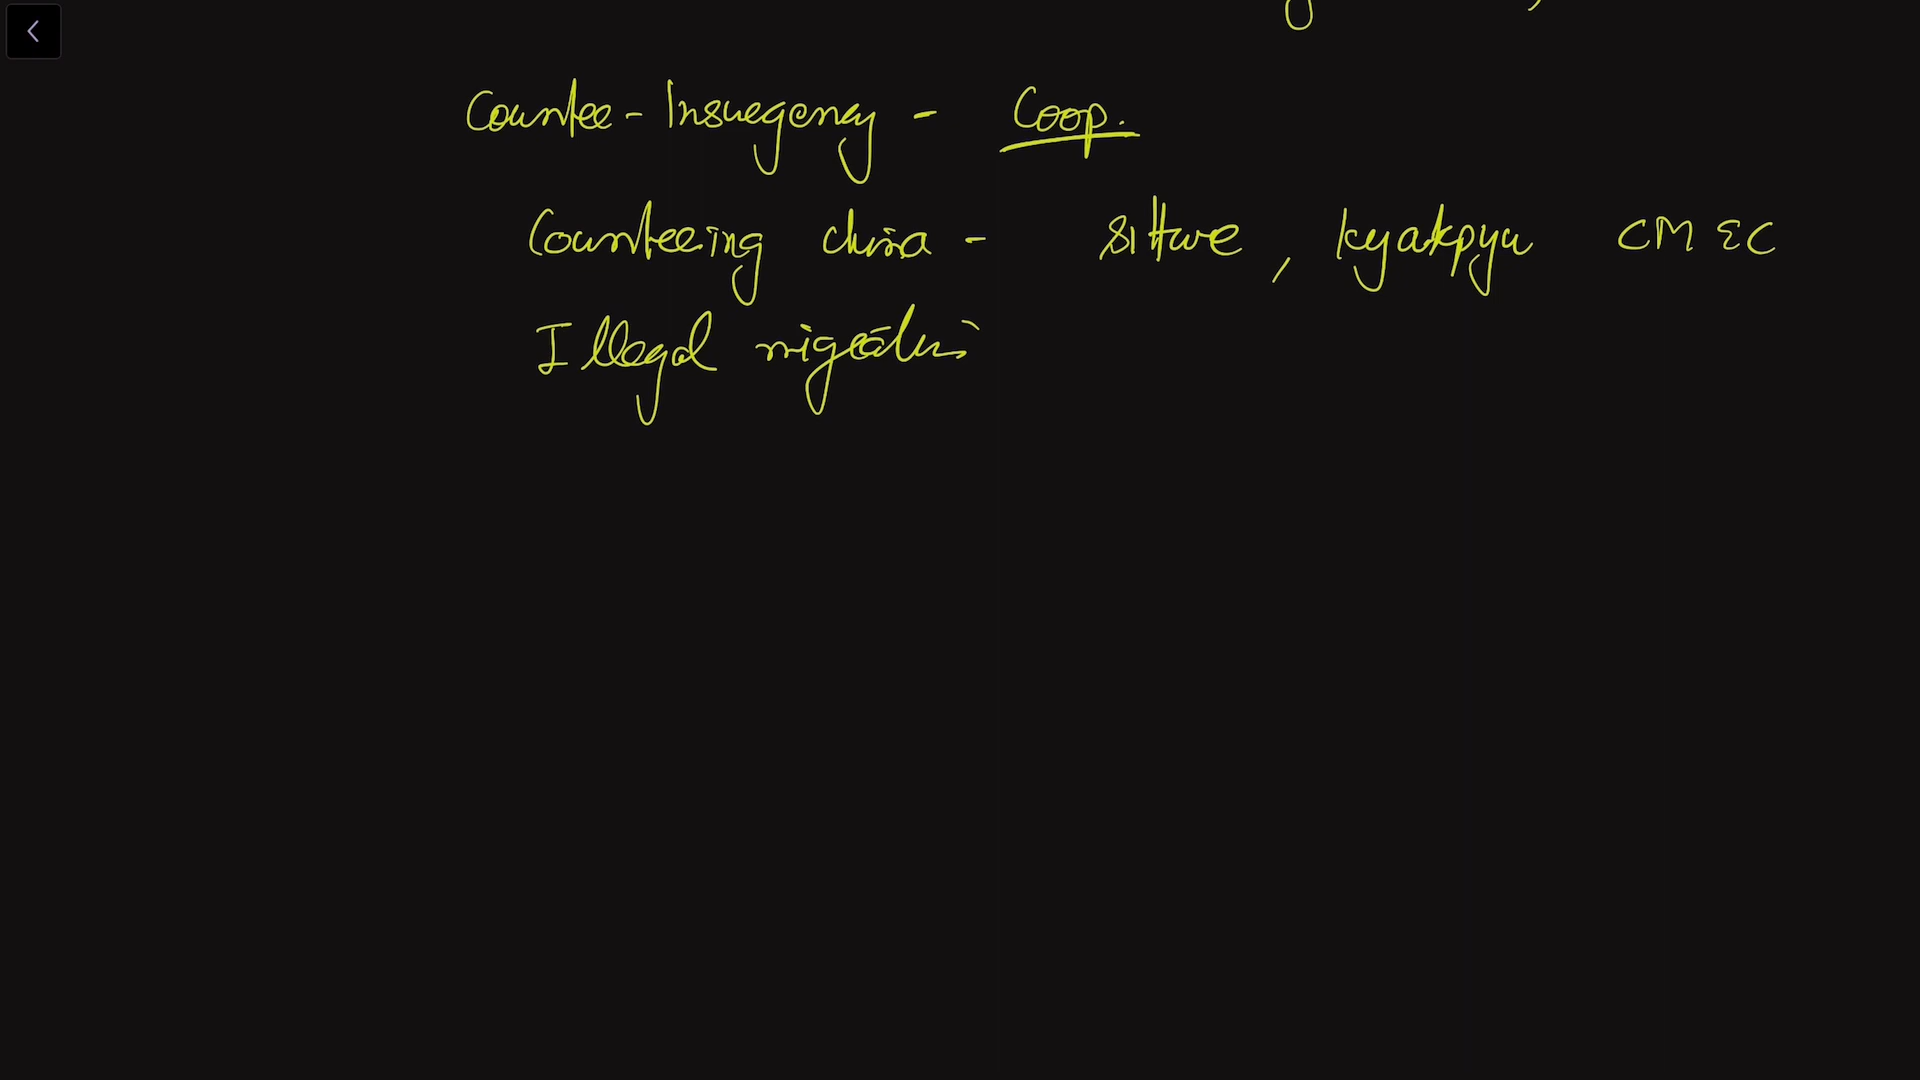 Counter-Insurgency - Coop.
Countering china - sittwe, kyakpyu CMEC
Illegal migration